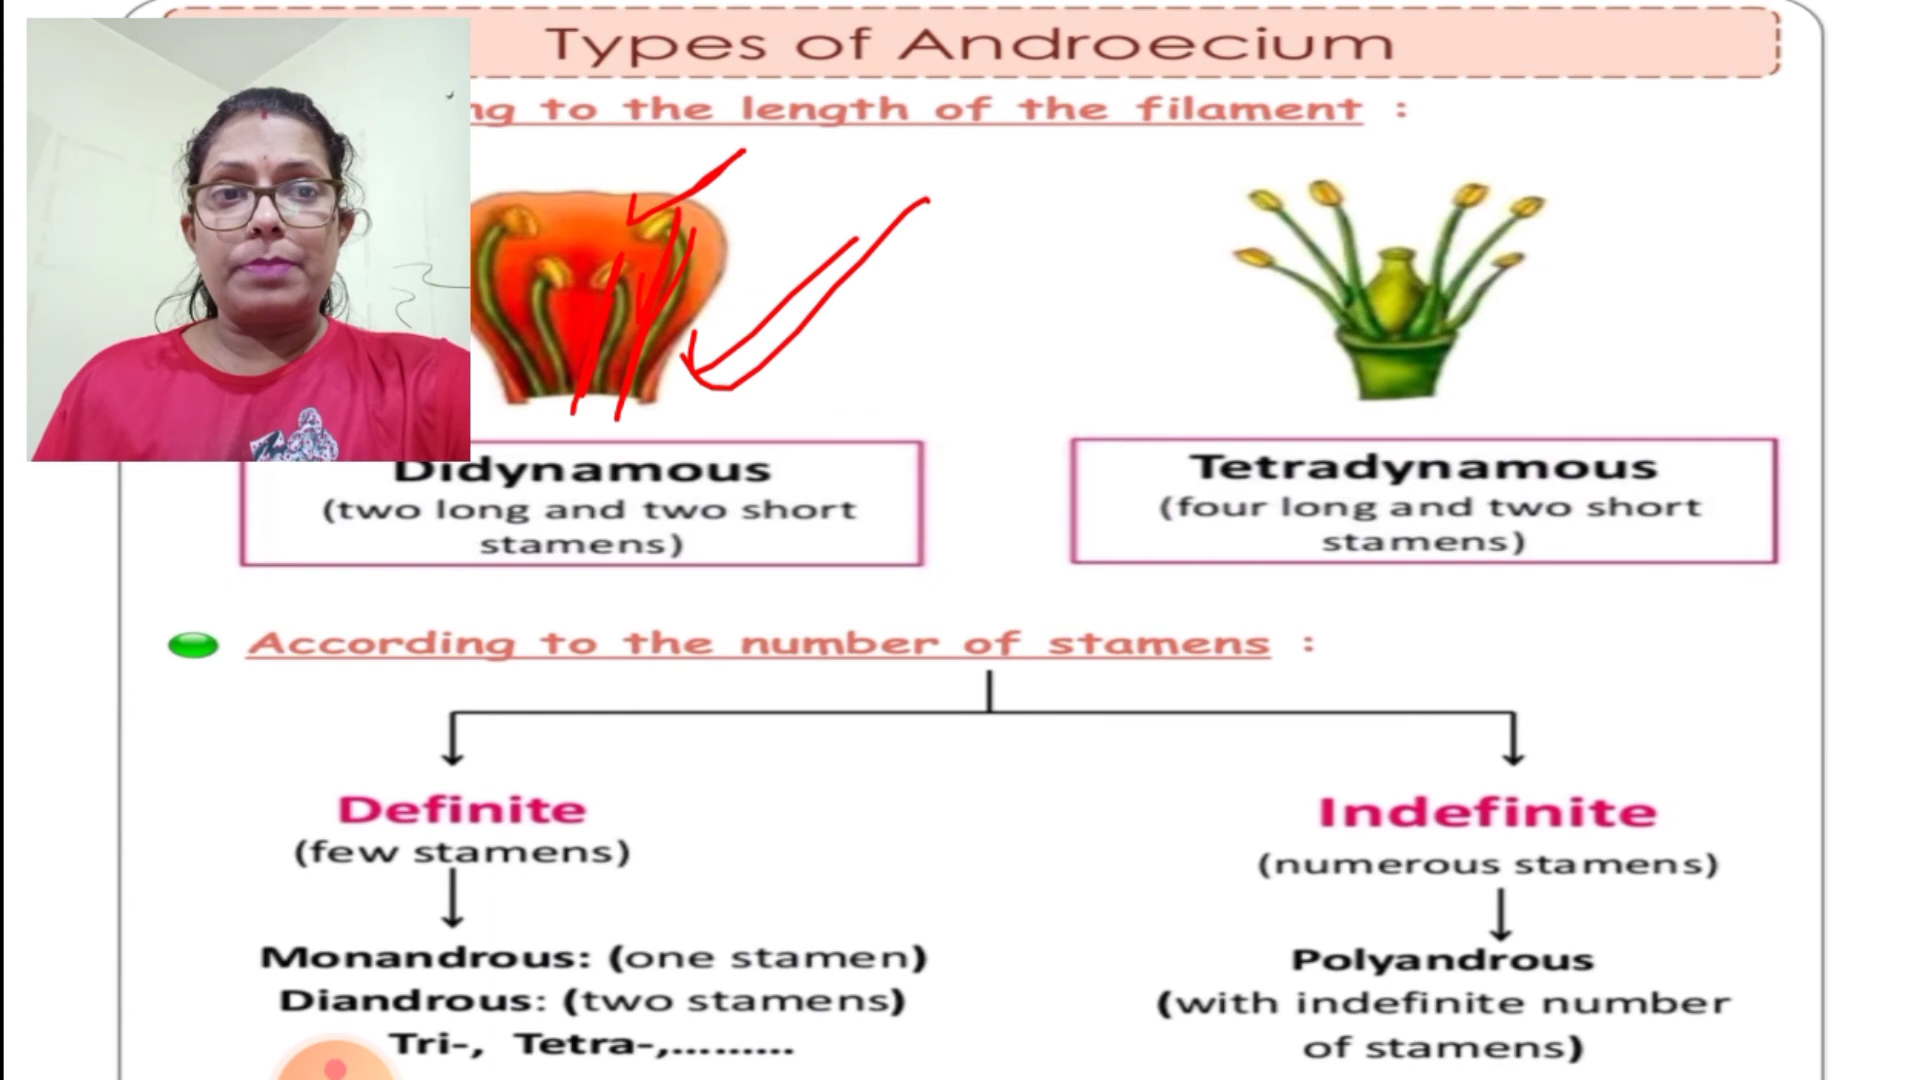 Types of Androecium
ng to the length of the filament :
Didynamous
(two long and two short
stamens)
Tetradynamous
(four long and two short
stamens)
According to the number of stamens :
Definite
(few stamens)
Monandrous: (one stamen)
Diandrous: (two stamens)
Tri-, Tetra-,.........
Indefinite
(numerous stamens)
Polyandrous
(with indefinite number
of stamens)